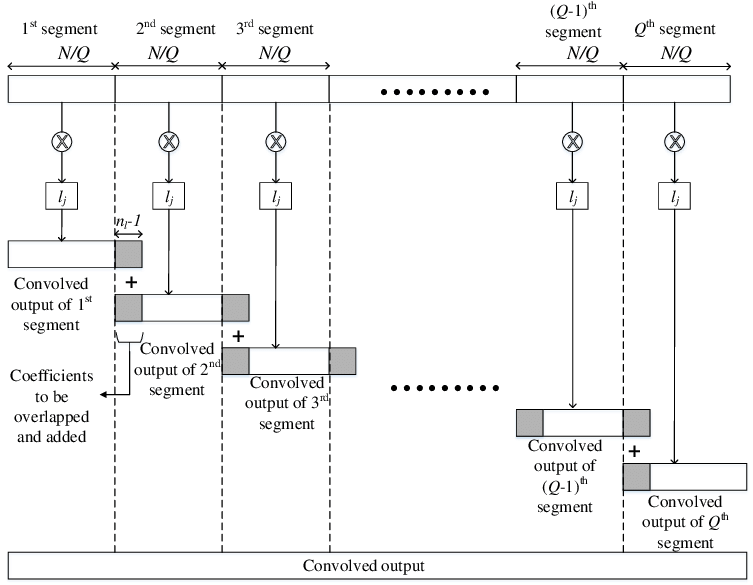 1st segment
N/Q
2nd segment
N/Q
3rd segment
N/Q
(Q-1)th
segment
N/Q
Qth segment
N/Q
lj
lj
lj
lj
lj
nl-1
Convolved
output of 1st
segment
+
Convolved
output of 2nd
segment
+
Convolved
output of 3rd
segment
Coefficients
to be
overlapped
and added
Convolved
output of
(Q-1)th
segment
+
Convolved
output of Qth
segment
Convolved output